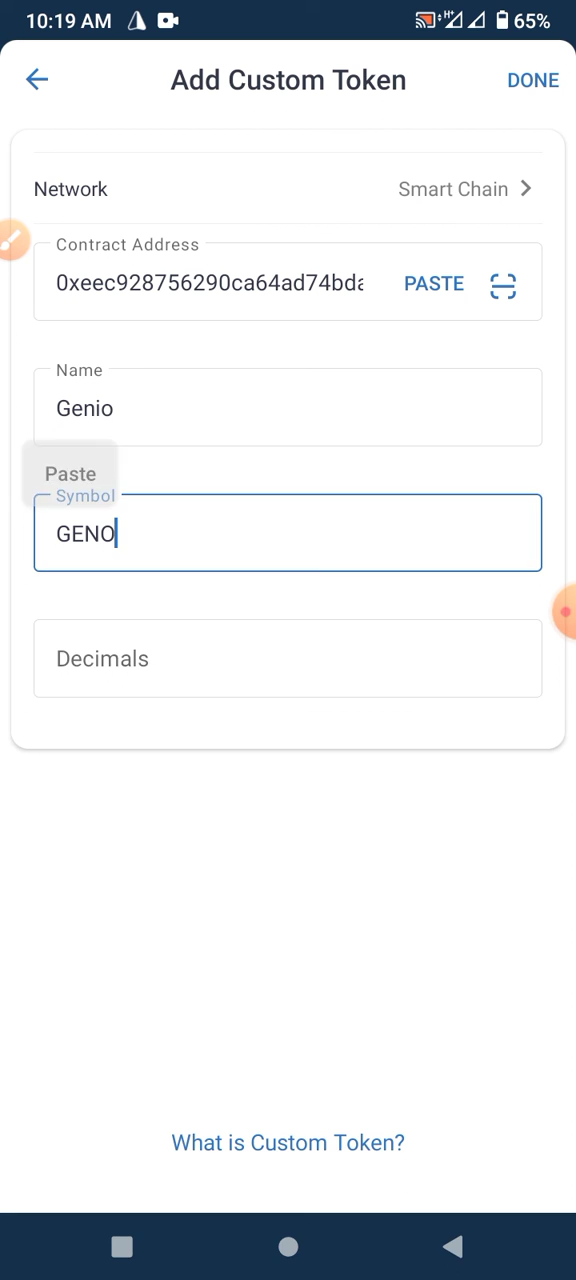 10:19 AM H+ 65%
Add Custom Token DONE
Network Smart Chain
Contract Address
0xeec928756290ca64ad74bda PASTE
Name
Genio
Paste
Symbol
GENO
Decimals
What is Custom Token?